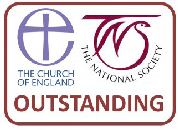 THE CHURCH
OF ENGLAND
THE NATIONAL SOCIETY
OUTSTANDING